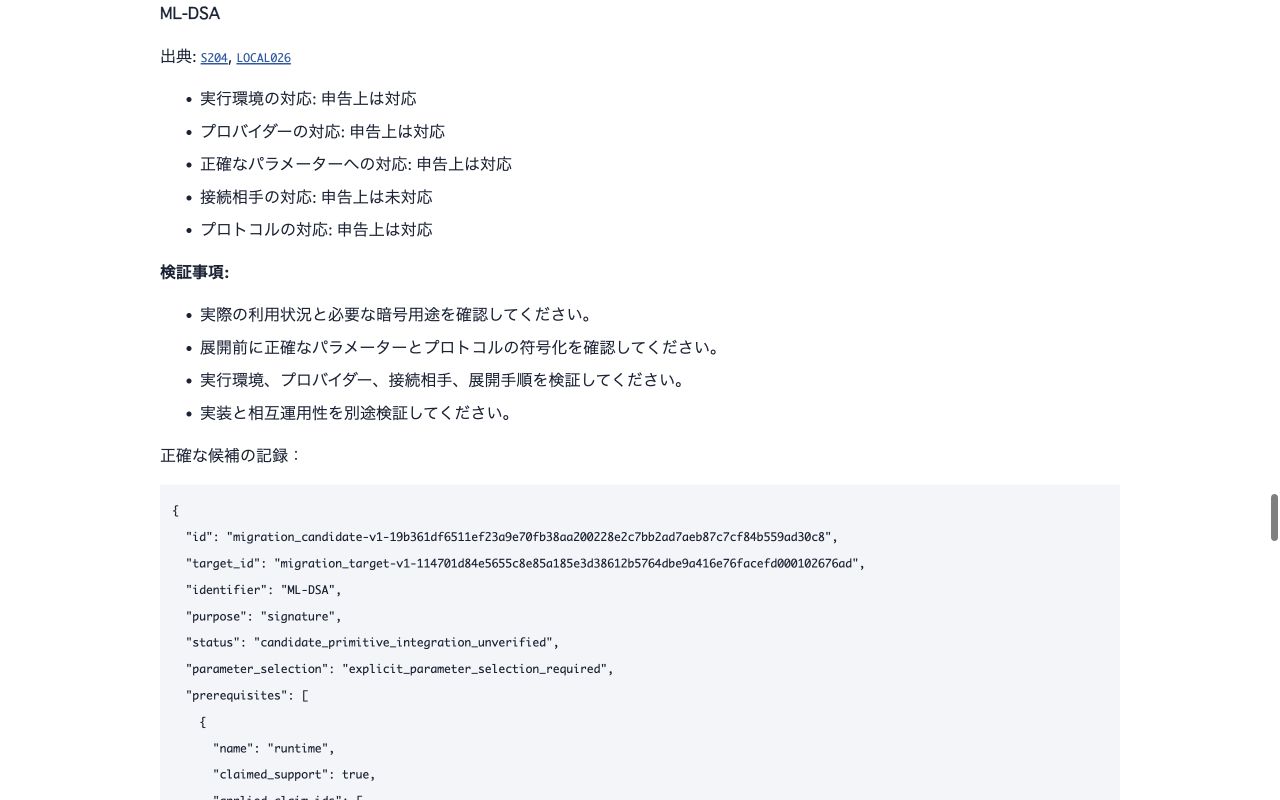 ML-DSA
出典: S204, LOCAL026
• 実行環境の対応: 申告上は対応
• プロバイダーの対応: 申告上は対応
• 正確なパラメーターへの対応: 申告上は対応
• 接続相手の対応: 申告上は未対応
• プロトコルの対応: 申告上は対応
検証事項:
• 実際の利用状況と必要な暗号用途を確認してください。
• 展開前に正確なパラメーターとプロトコルの符号化を確認してください。
• 実行環境、プロバイダー、接続相手、展開手順を検証してください。
• 実装と相互運用性を別途検証してください。
正確な候補の記録：
{
"id": "migration_candidate-v1-19b361df6511ef23a9e70fb38aa200228e2c7bb2ad7aeb87c7cf84b559ad30c8",
"target_id": "migration_target-v1-114701d84e5655c8e85a185e3d38612b5764dbe9a416e76facefd000102676ad",
"identifier": "ML-DSA",
"purpose": "signature",
"status": "candidate_primitive_integration_unverified",
"parameter_selection": "explicit_parameter_selection_required",
"prerequisites": [
{
"name": "runtime",
"claimed_support": true,
"applied_claim_ids": [